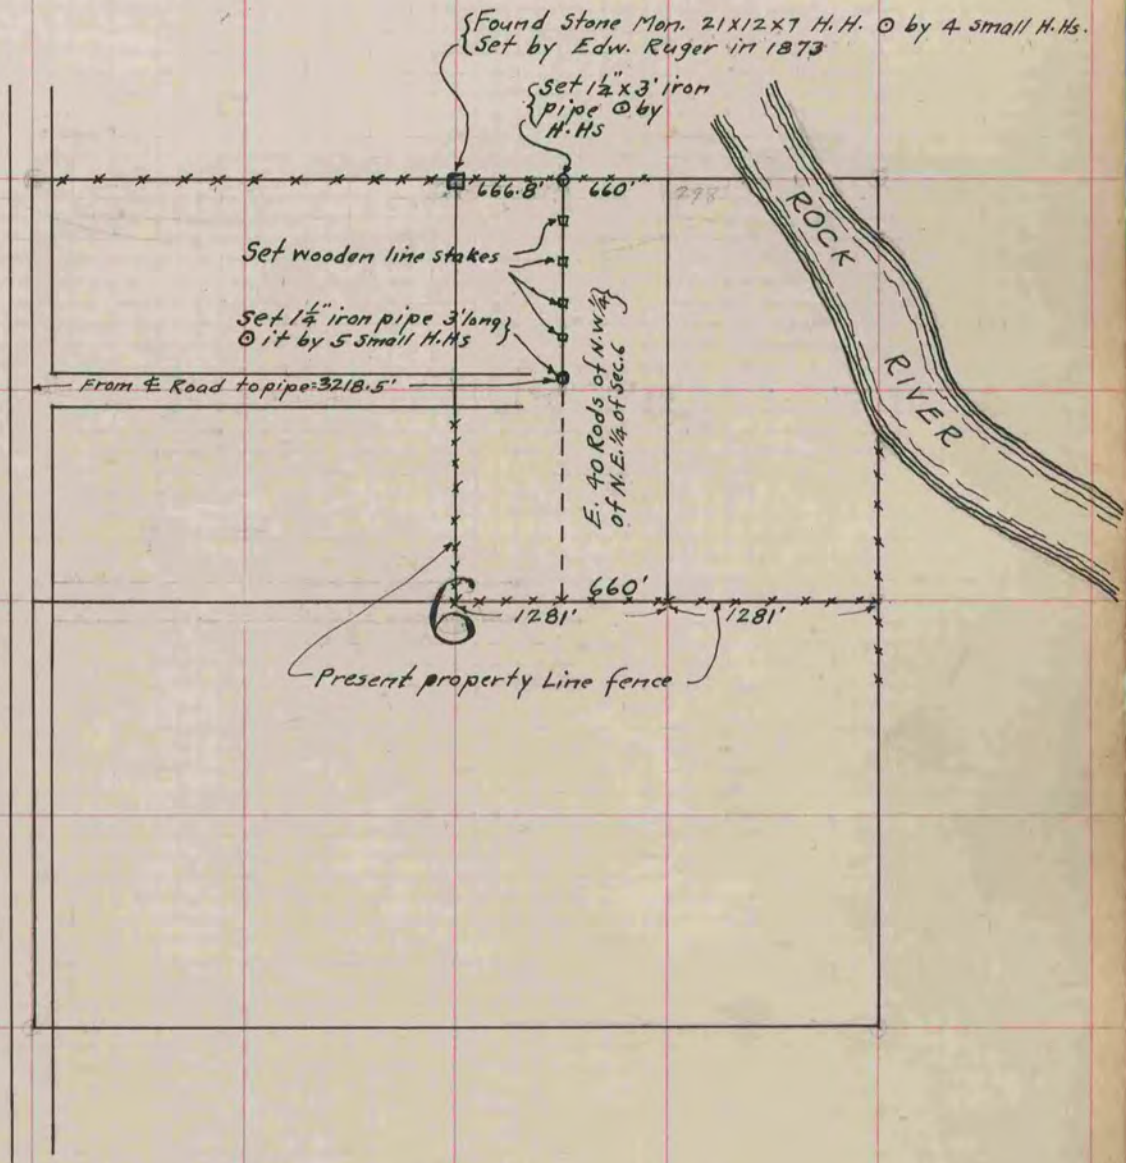 Found Stone Mon. 21x12x7 H.H. ⊙ by 4 small H.Hs.
Set by Edw. Ruger in 1873
Set 1¼" x 3' iron
pipe ⊙ by
H.Hs
666.8'
660'
298
ROCK
RIVER
Set wooden line stakes
Set 1¼" iron pipe 3' long
⊙ it by 5 small H.Hs
From ℄ Road to pipe=3218.5'
E. 40 Rods of N.W.¼
of N.E.¼ of Sec.6
660'
6
1281'
1281'
Present property Line fence